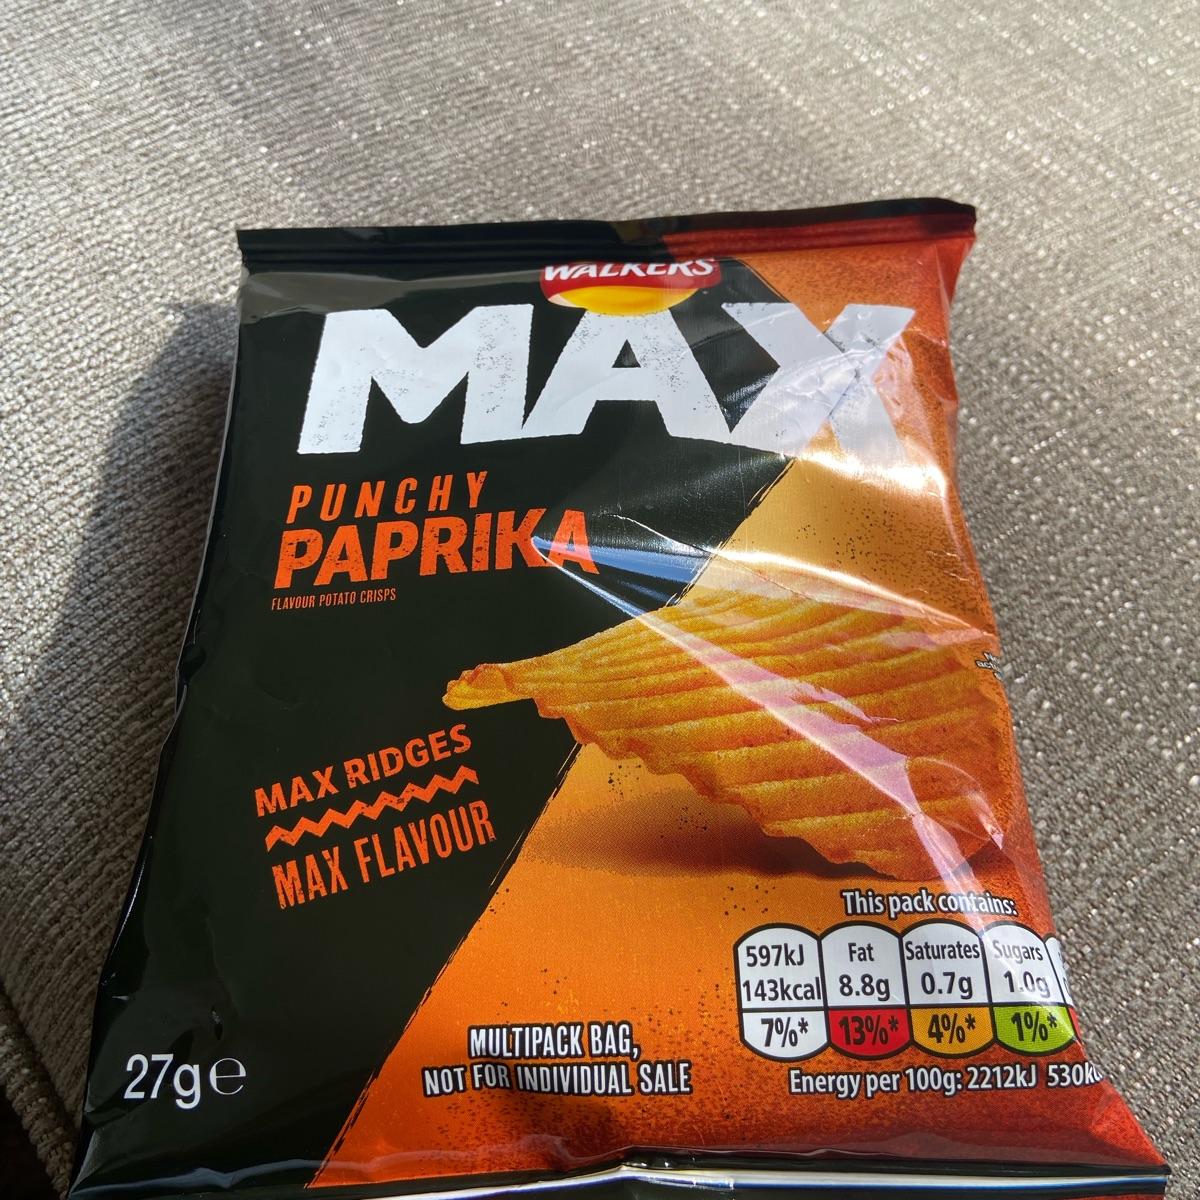 WALKERS
MAX
PUNCHY
PAPRIKA
FLAVOUR POTATO CRISPS
MAX RIDGES
MAX FLAVOUR
This pack contains:
597kJ
143kcal
7%*
Fat
8.8g
13%*
Saturates
0.7g
4%*
Sugars
1.0g
1%*
Energy per 100g: 2212kJ 530
MULTIPACK BAG,
NOT FOR INDIVIDUAL SALE
27g℮